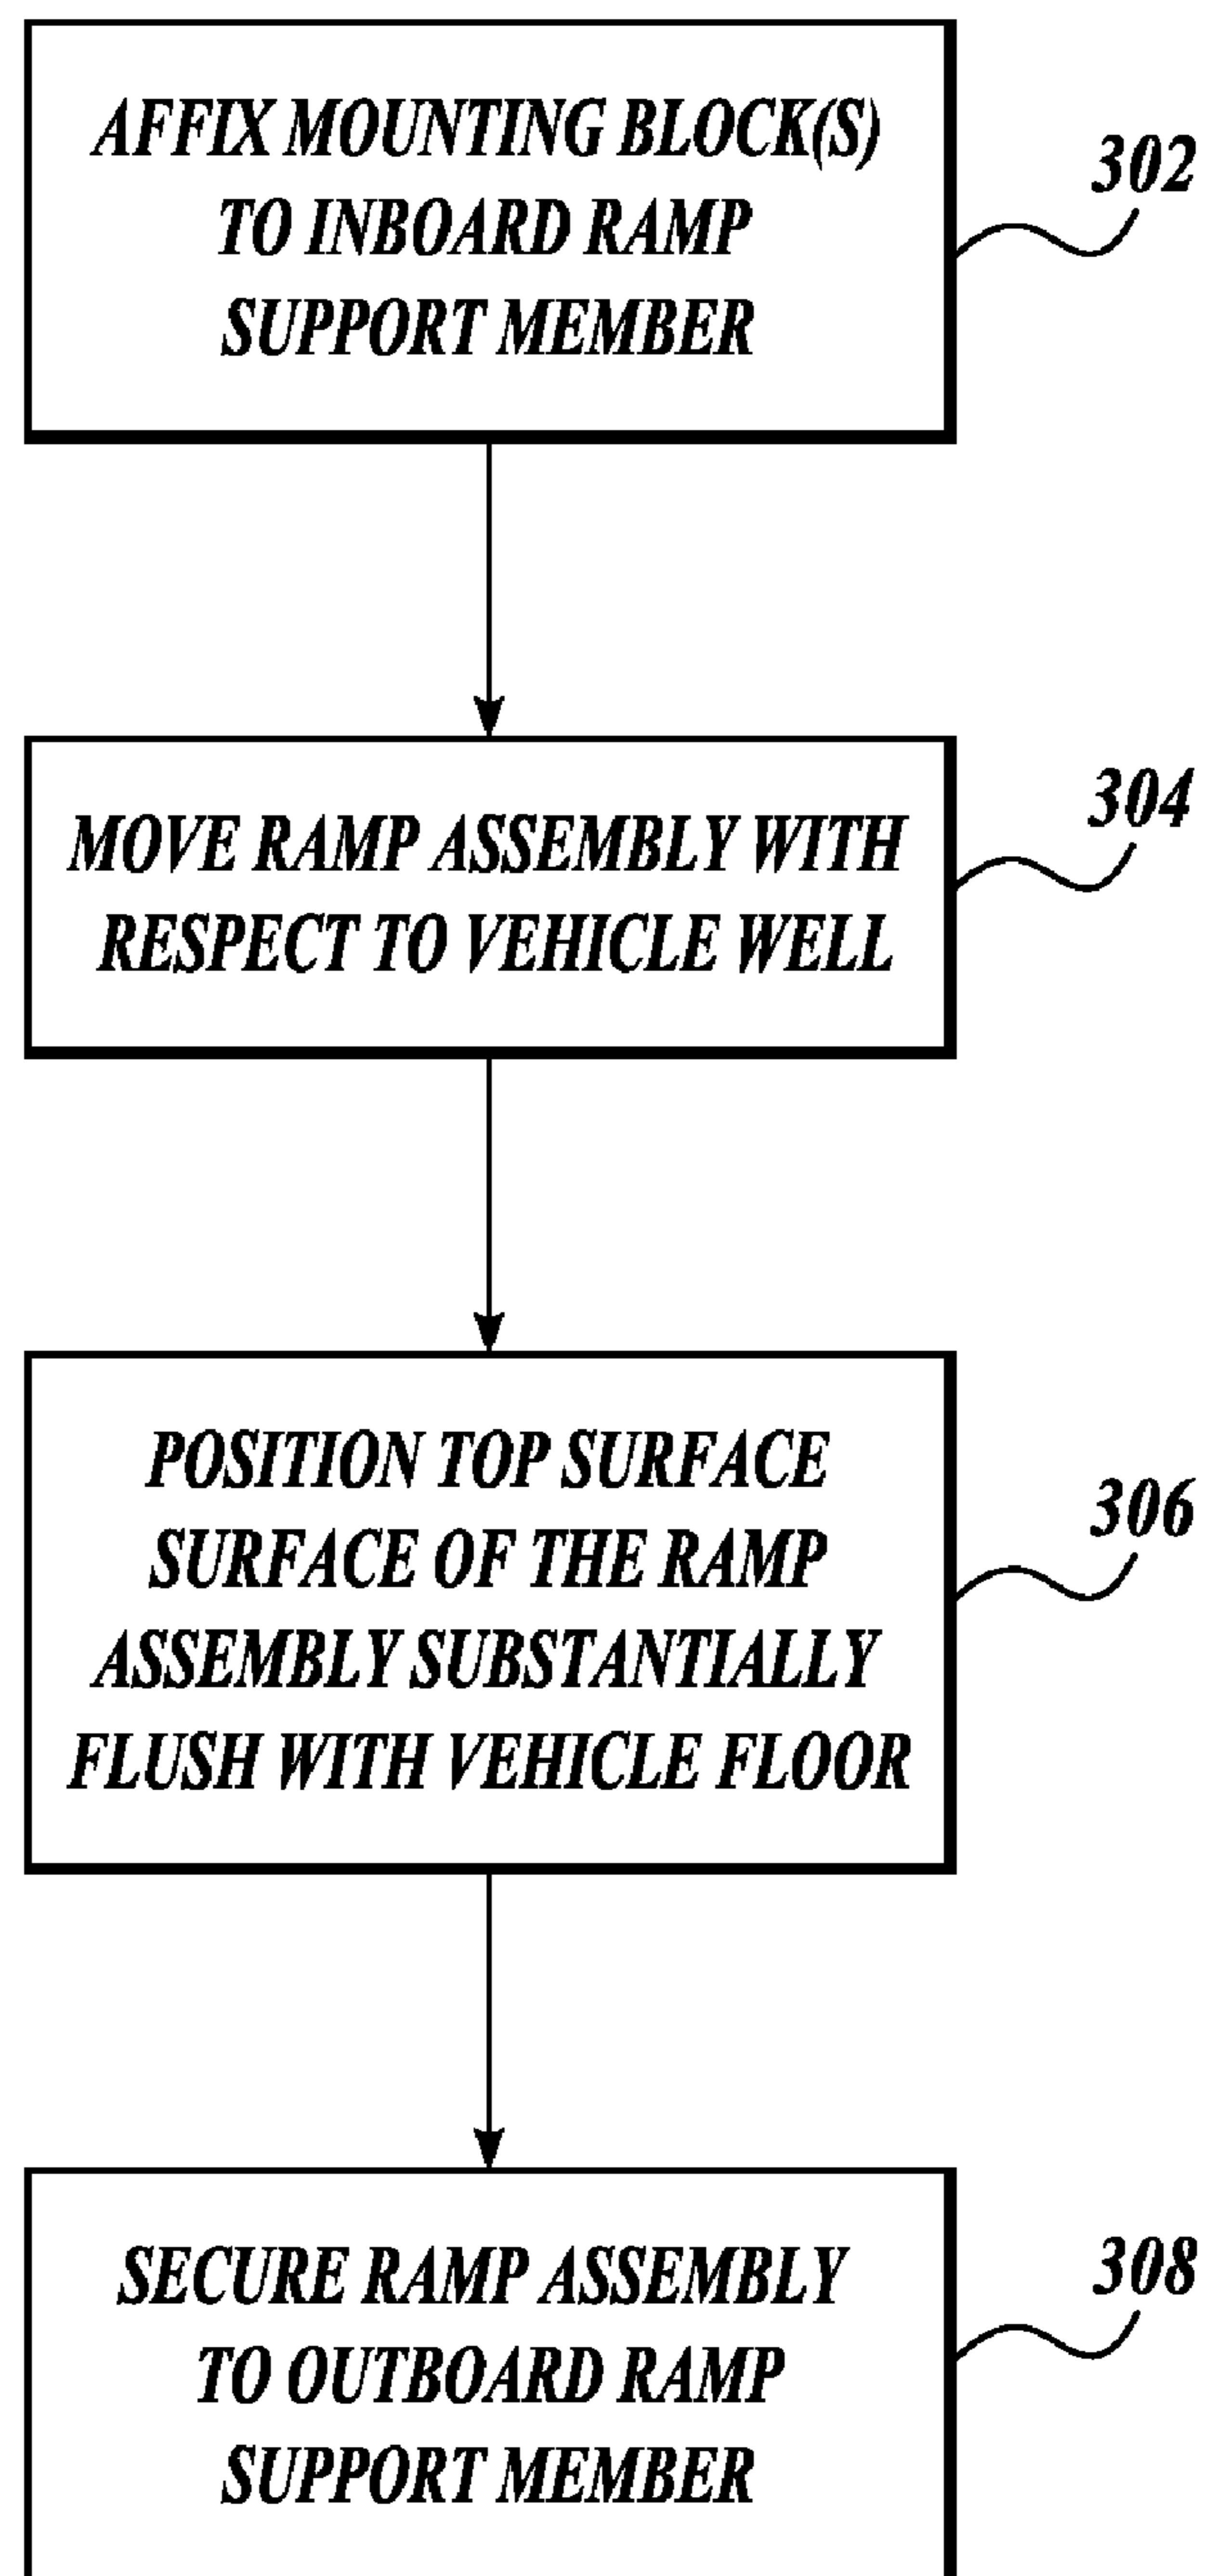 AFFIX MOUNTING BLOCK(S)
TO INBOARD RAMP
SUPPORT MEMBER
302
MOVE RAMP ASSEMBLY WITH
RESPECT TO VEHICLE WELL
304
POSITION TOP SURFACE
SURFACE OF THE RAMP
ASSEMBLY SUBSTANTIALLY
FLUSH WITH VEHICLE FLOOR
306
SECURE RAMP ASSEMBLY
TO OUTBOARD RAMP
SUPPORT MEMBER
308